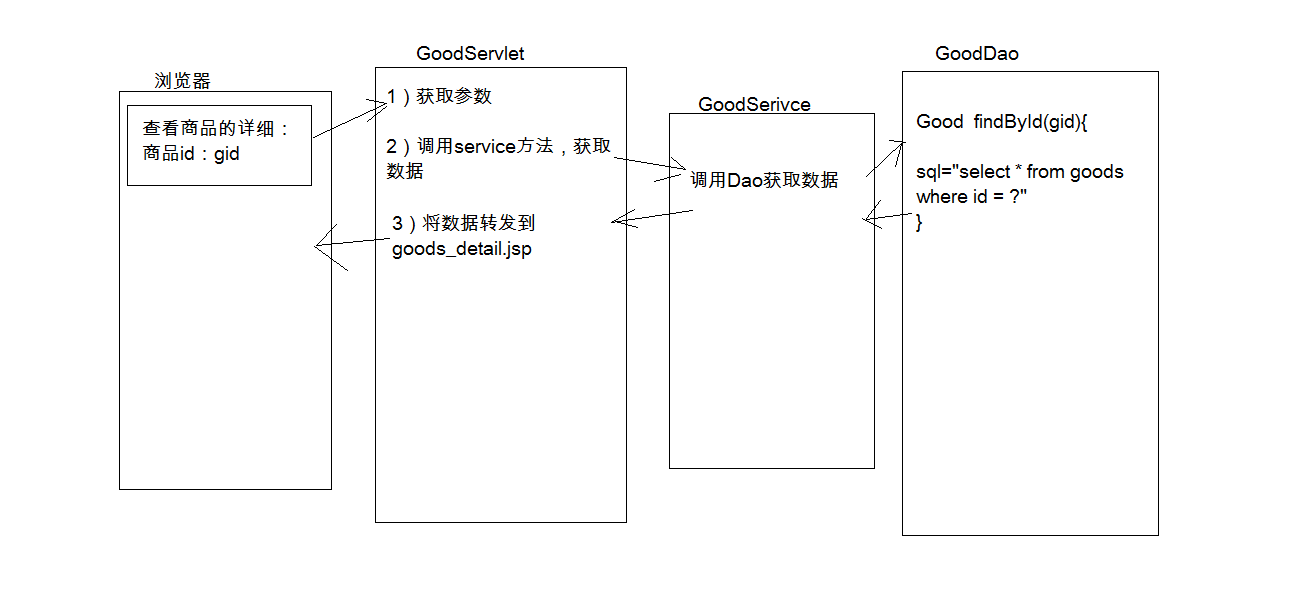 浏览器
查看商品的详细：
商品id：gid
GoodServlet
1）获取参数
2）调用service方法，获取
数据
3）将数据转发到
goods_detail.jsp
GoodSerivce
调用Dao获取数据
GoodDao
Good findById(gid){
sql="select * from goods
where id = ?"
}